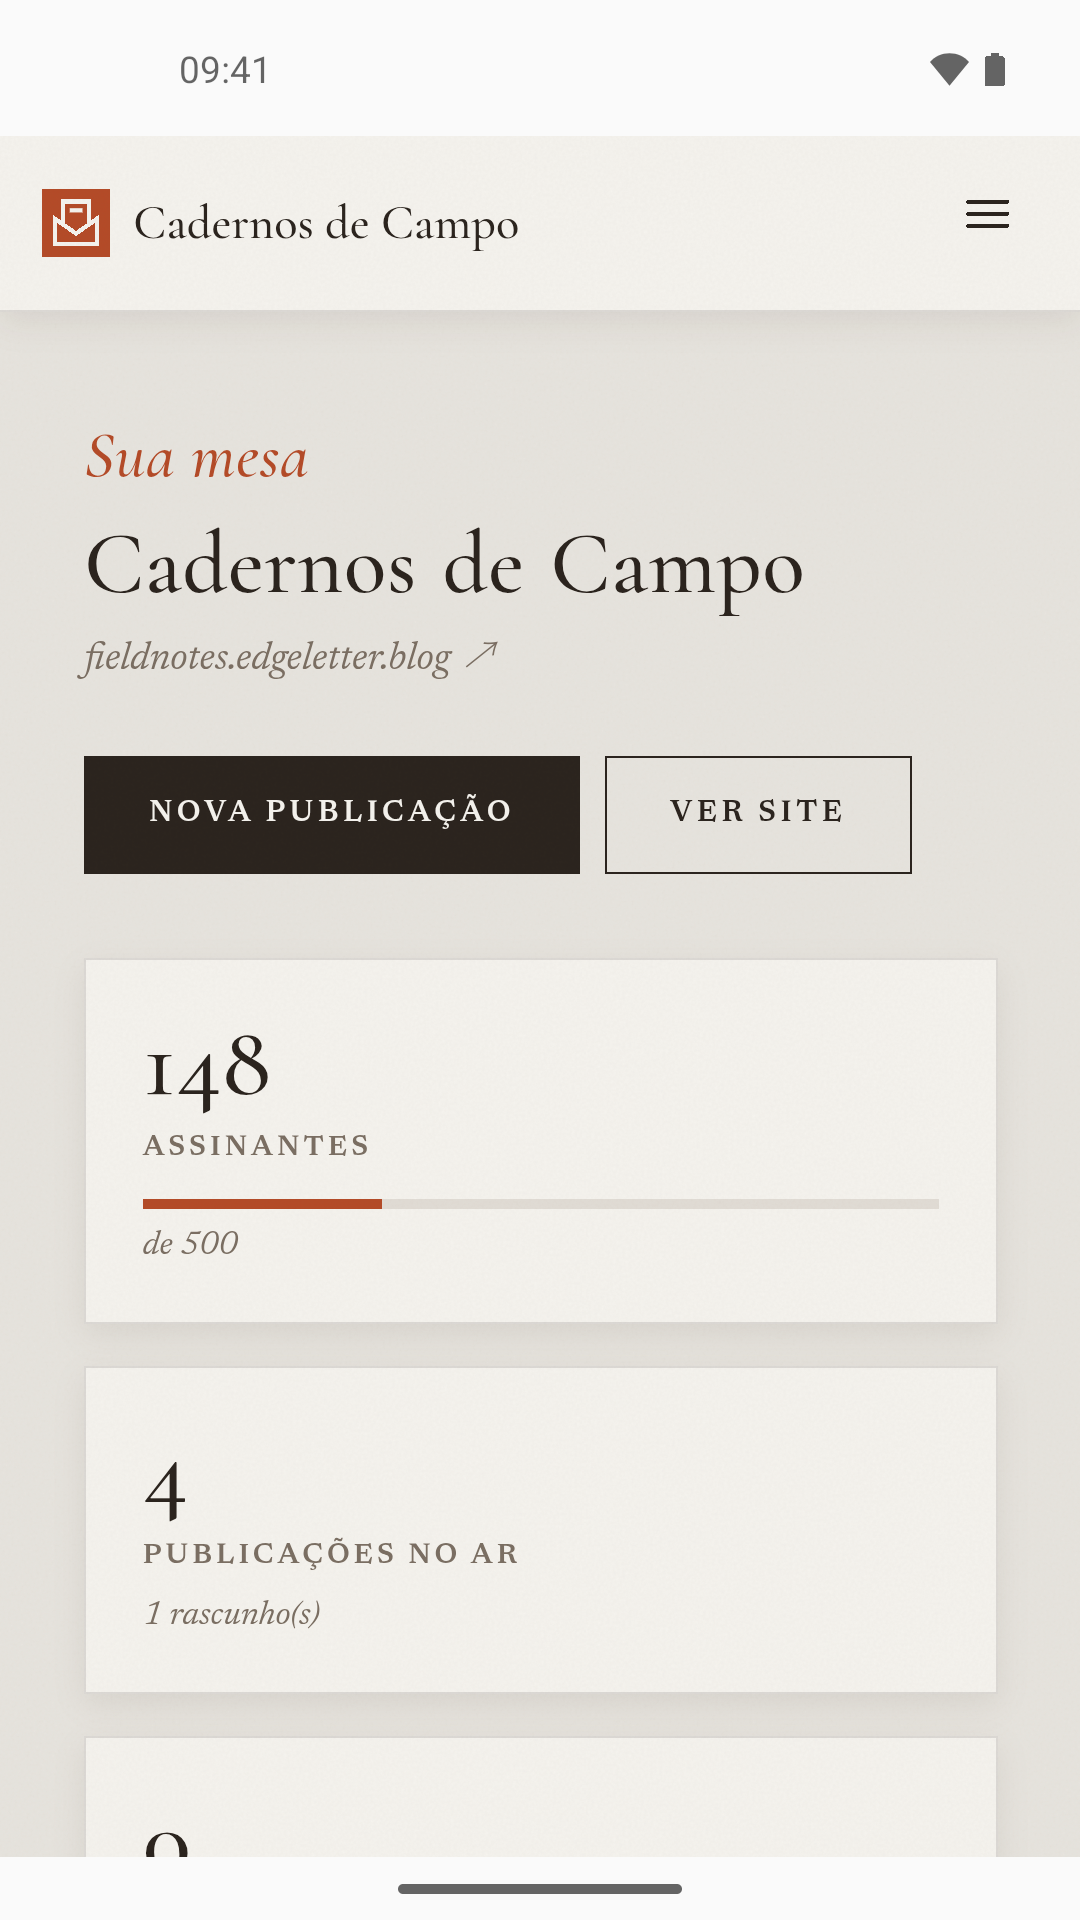 09:41
Cadernos de Campo
Sua mesa
Cadernos de Campo
fieldnotes.edgeletter.blog ↗
NOVA PUBLICAÇÃO
VER SITE
148
ASSINANTES
de 500
4
PUBLICAÇÕES NO AR
1 rascunho(s)